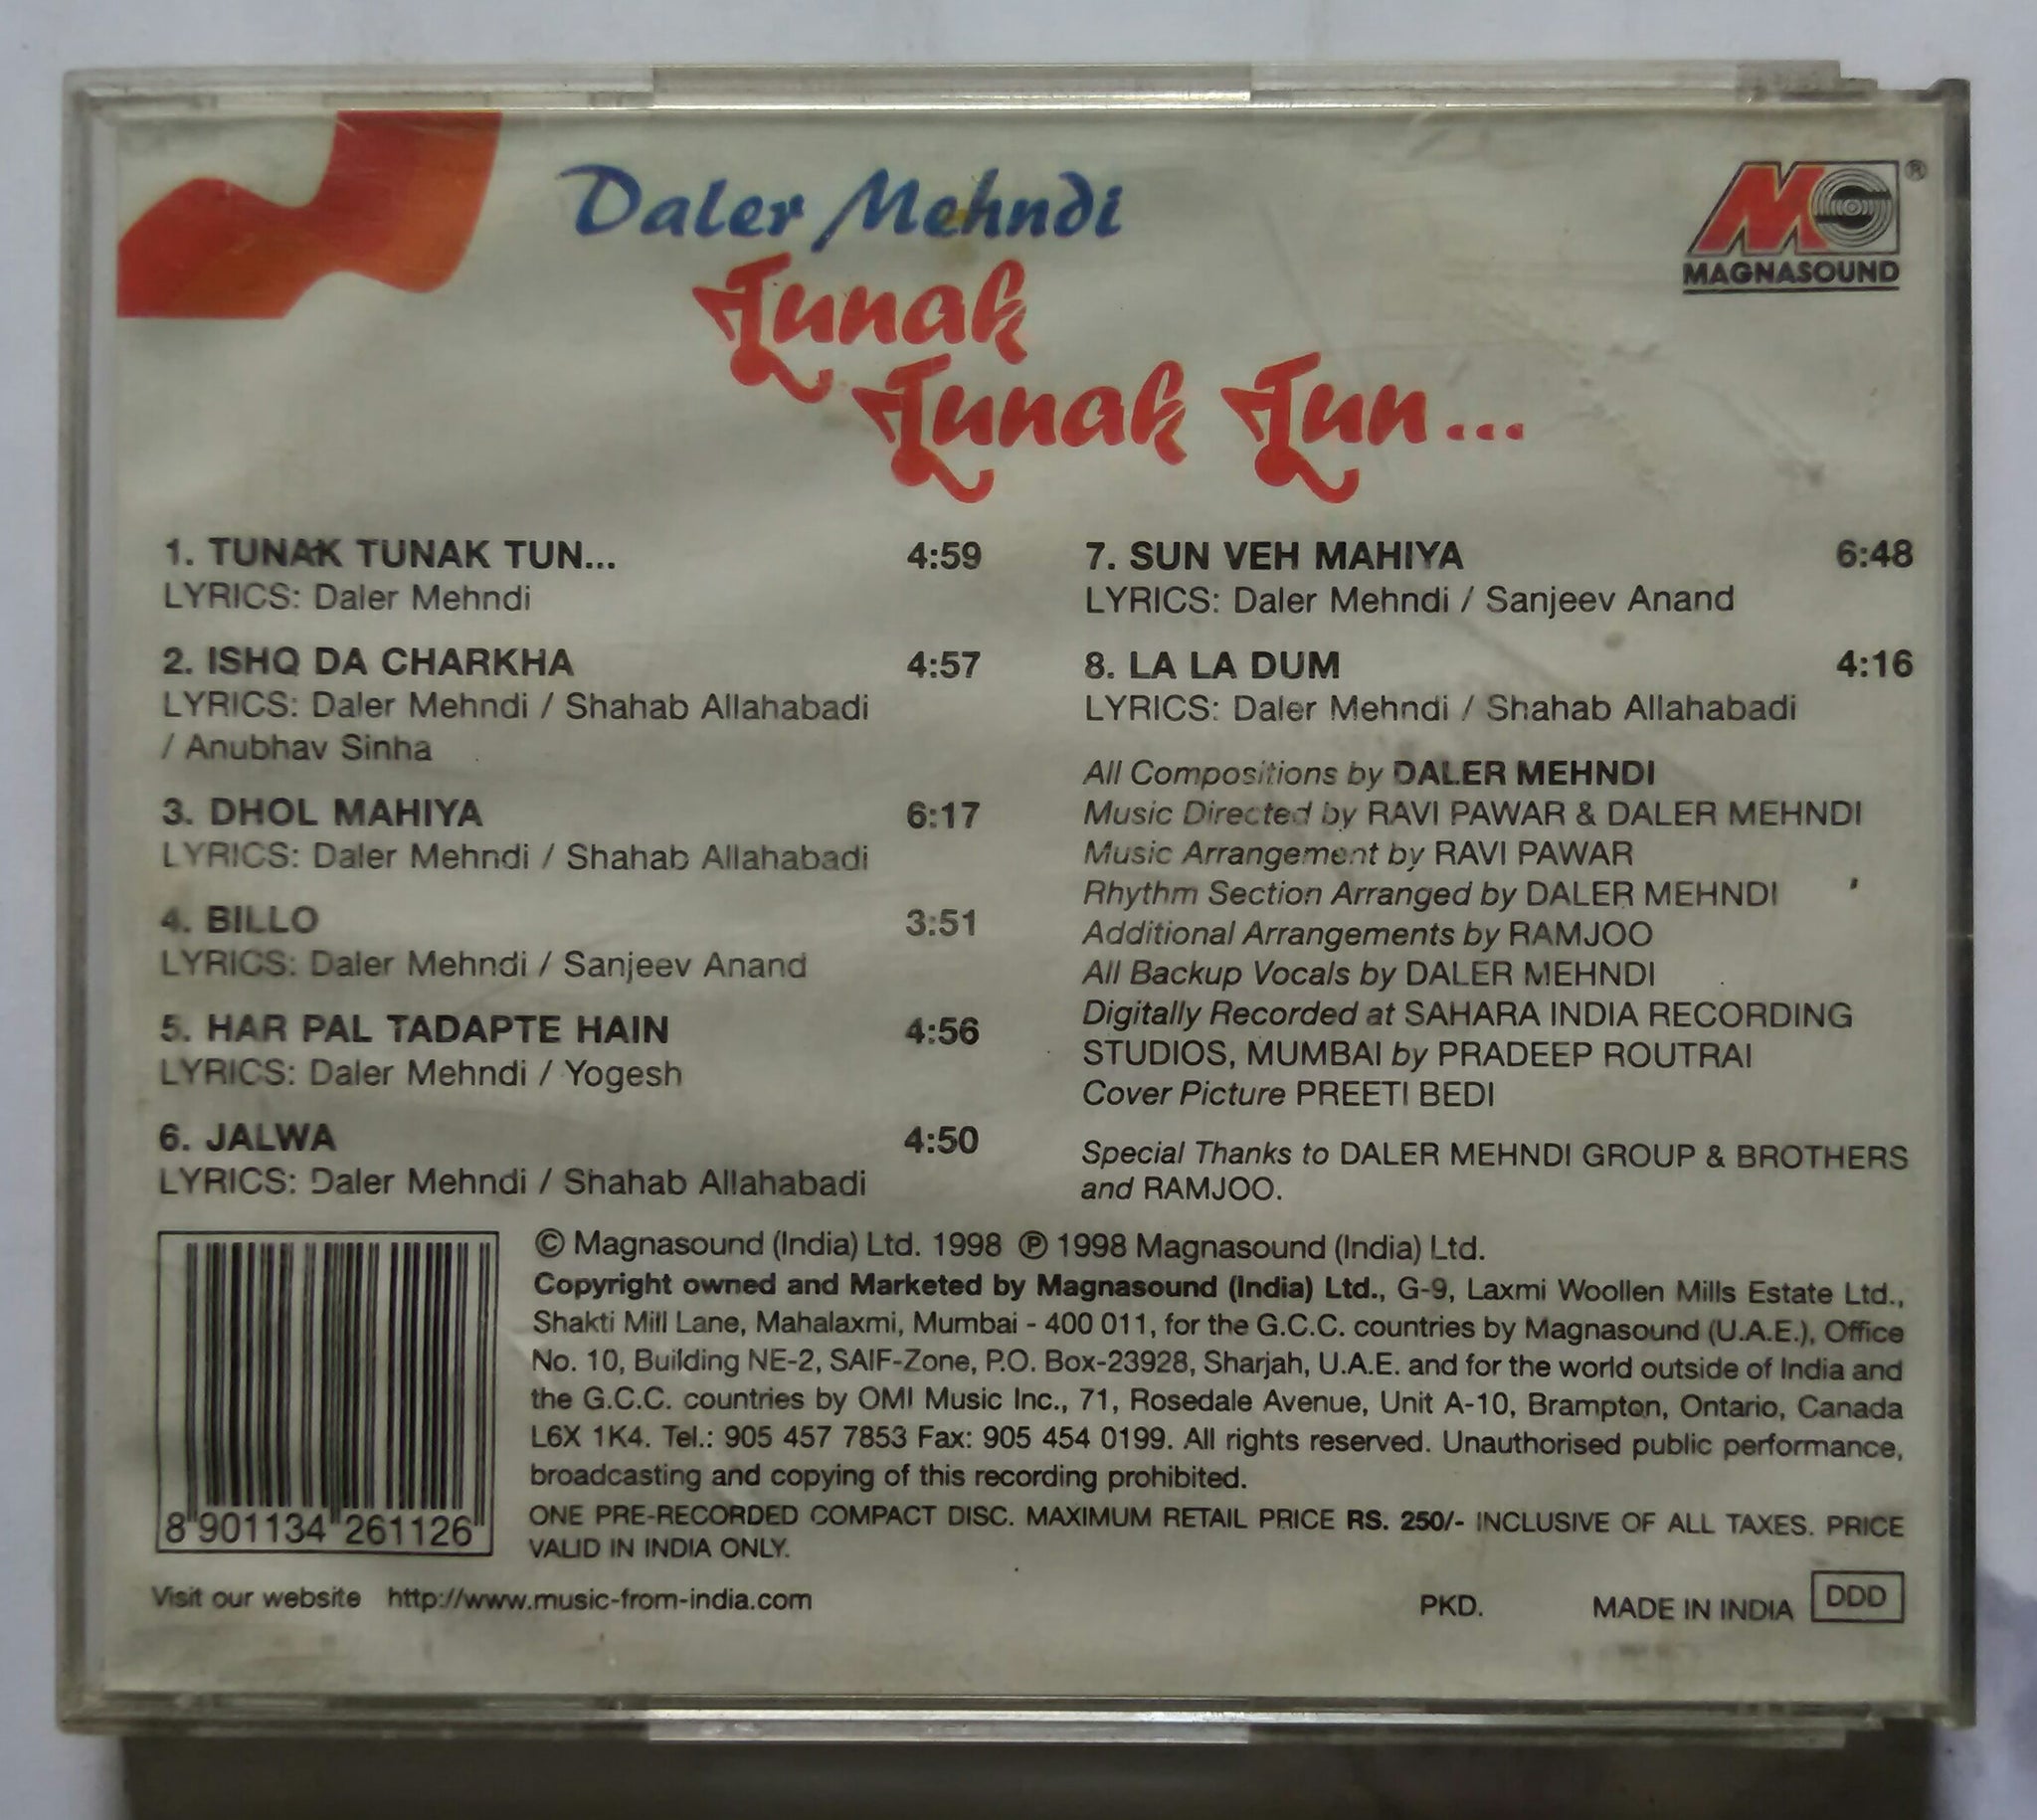 Daler Mehndi
Tunak
Tunak Tun...
MAGNASOUND
®
1. TUNAK TUNAK TUN... 4:59
LYRICS: Daler Mehndi
2. ISHQ DA CHARKHA 4:57
LYRICS: Daler Mehndi / Shahab Allahabadi
/ Anubhav Sinha
3. DHOL MAHIYA 6:17
LYRICS: Daler Mehndi / Shahab Allahabadi
4. BILLO 3:51
LYRICS: Daler Mehndi / Sanjeev Anand
5. HAR PAL TADAPTE HAIN 4:56
LYRICS: Daler Mehndi / Yogesh
6. JALWA 4:50
LYRICS: Daler Mehndi / Shahab Allahabadi
7. SUN VEH MAHIYA 6:48
LYRICS: Daler Mehndi / Sanjeev Anand
8. LA LA DUM 4:16
LYRICS: Daler Mehndi / Shahab Allahabadi
All Compositions by DALER MEHNDI
Music Directed by RAVI PAWAR & DALER MEHNDI
Music Arrangement by RAVI PAWAR
Rhythm Section Arranged by DALER MEHNDI
Additional Arrangements by RAMJOO
All Backup Vocals by DALER MEHNDI
Digitally Recorded at SAHARA INDIA RECORDING
STUDIOS, MUMBAI by PRADEEP ROUTRAI
Cover Picture PREETI BEDI
Special Thanks to DALER MEHNDI GROUP & BROTHERS
and RAMJOO.
© Magnasound (India) Ltd. 1998 ℗ 1998 Magnasound (India) Ltd.
Copyright owned and Marketed by Magnasound (India) Ltd., G-9, Laxmi Woollen Mills Estate Ltd.,
Shakti Mill Lane, Mahalaxmi, Mumbai - 400 011, for the G.C.C. countries by Magnasound (U.A.E.), Office
No. 10, Building NE-2, SAIF-Zone, P.O. Box-23928, Sharjah, U.A.E. and for the world outside of India and
the G.C.C. countries by OMI Music Inc., 71, Rosedale Avenue, Unit A-10, Brampton, Ontario, Canada
L6X 1K4. Tel.: 905 457 7853 Fax: 905 454 0199. All rights reserved. Unauthorised public performance,
broadcasting and copying of this recording prohibited.
ONE PRE-RECORDED COMPACT DISC. MAXIMUM RETAIL PRICE RS. 250/- INCLUSIVE OF ALL TAXES. PRICE
VALID IN INDIA ONLY.
8 901134 261126
Visit our website http://www.music-from-india.com
PKD.
MADE IN INDIA
DDD